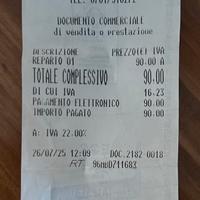 DOCUMENTO COMMERCIALE
di vendita o prestazione
DESCRIZIONE PREZZO(€) IVA
REPARTO 01 90.00 A
TOTALE COMPLESSIVO 90.00
DI CUI IVA 16.23
PAGAMENTO ELETTRONICO 90.00
IMPORTO PAGATO 90.00
A: IVA 22.00%
26/07/25 12:09 DOC.2182-0018
RT 96MBD711683